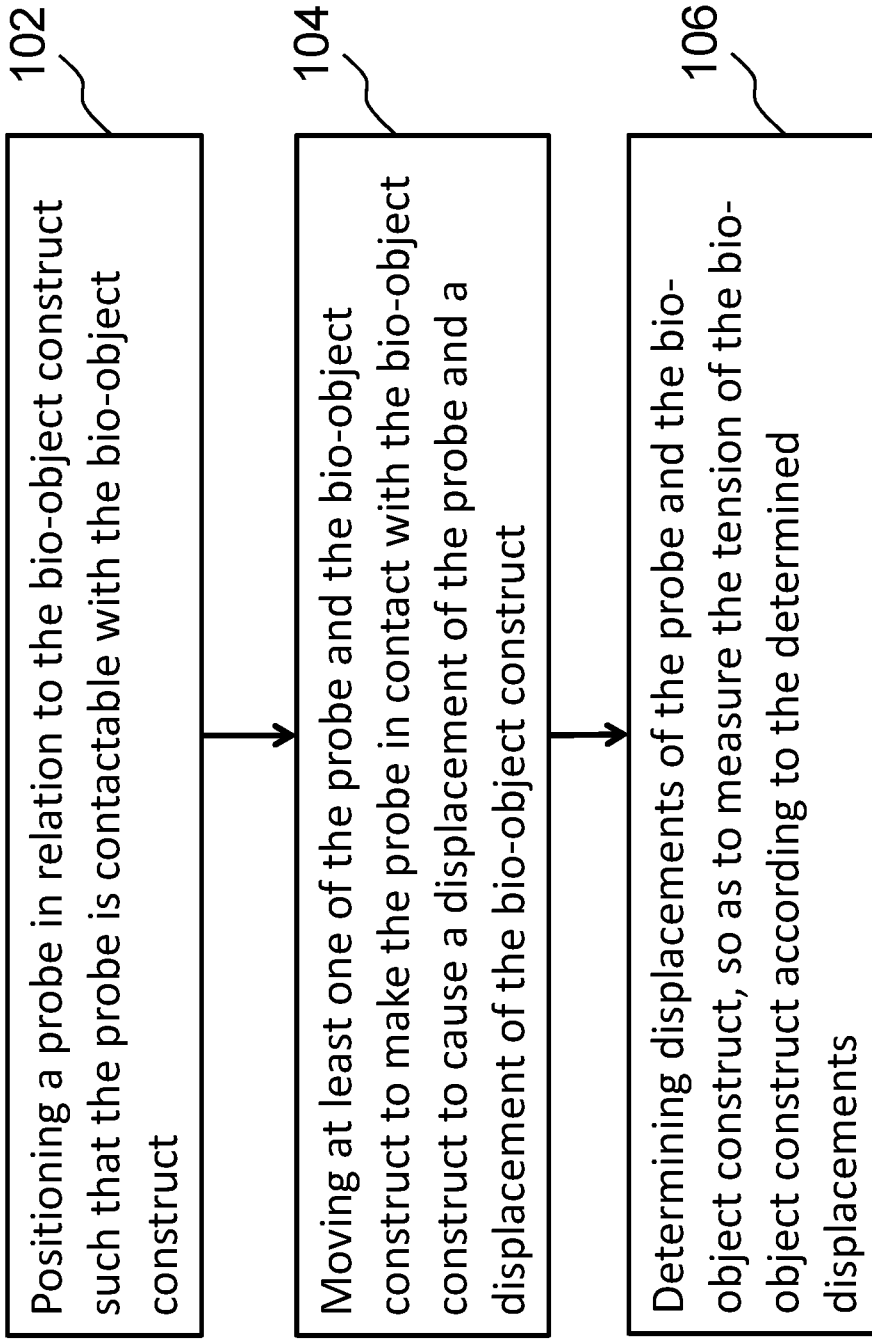 102
Positioning a probe in relation to the bio-object construct
such that the probe is contactable with the bio-object
construct
104
Moving at least one of the probe and the bio-object
construct to make the probe in contact with the bio-object
construct to cause a displacement of the probe and a
displacement of the bio-object construct
106
Determining displacements of the probe and the bio-
object construct, so as to measure the tension of the bio-
object construct according to the determined
displacements